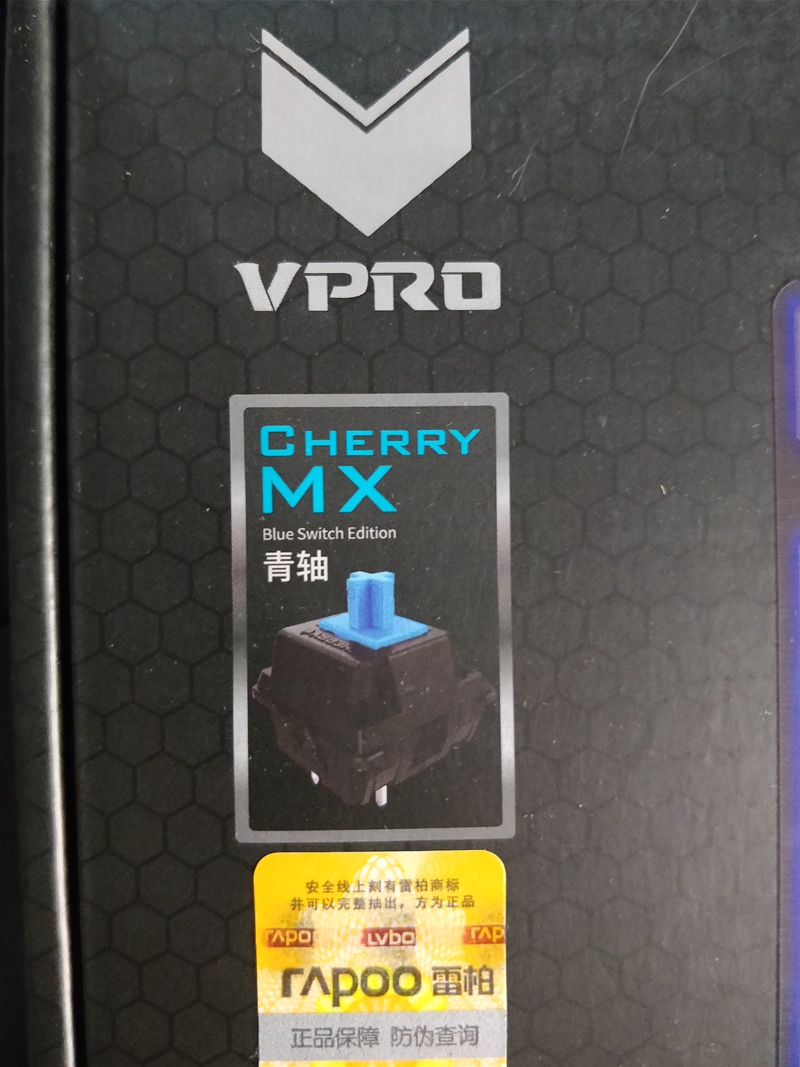 VPRO
CHERRY
MX
Blue Switch Edition
青轴
安全线上刻有雷柏商标
并可以完整抽出，方为正品
rapoo 雷柏
正品保障 防伪查询